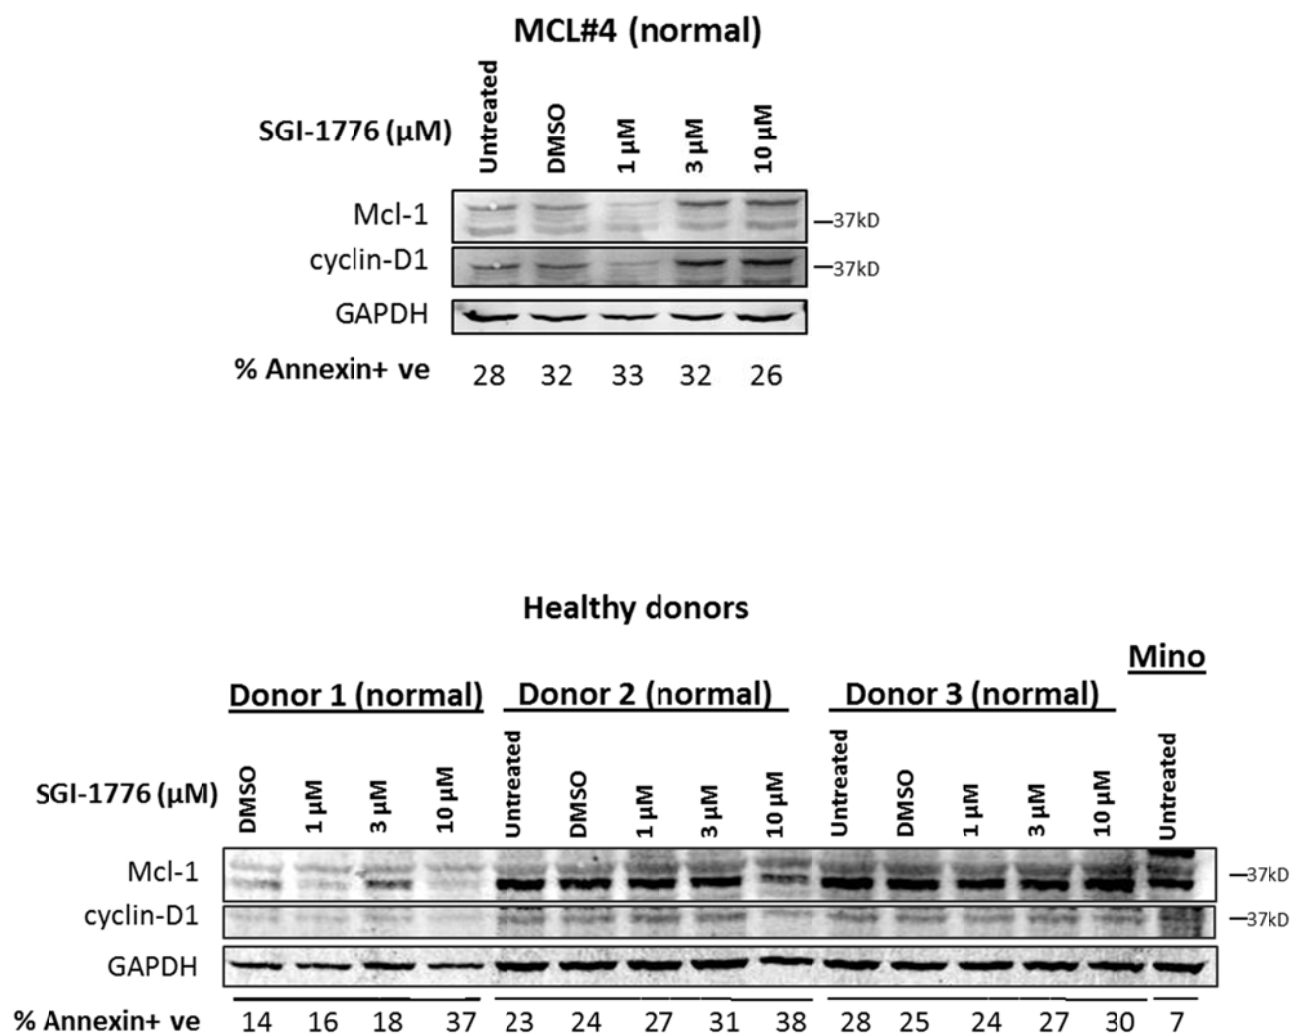 MCL#4 (normal)
SGI-1776 (µM)
Untreated
DMSO
1 µM
3 µM
10 µM
Mcl-1
37kD
cyclin-D1
37kD
GAPDH
% Annexin+ ve 28 32 33 32 26
Healthy donors
Mino
Donor 1 (normal) Donor 2 (normal) Donor 3 (normal)
SGI-1776 (µM)
DMSO
1 µM
3 µM
10 µM
Untreated
DMSO
1 µM
3 µM
10 µM
Untreated
DMSO
1 µM
3 µM
10 µM
Untreated
Mcl-1
37kD
cyclin-D1
37kD
GAPDH
% Annexin+ ve 14 16 18 37 23 24 27 31 38 28 25 24 27 30 7